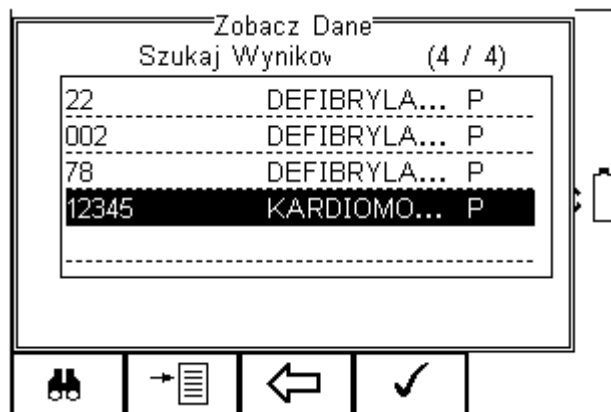 Zobacz Dane
Szukaj Wynikov (4 / 4)
22 DEFIBRYLA... P
002 DEFIBRYLA... P
78 DEFIBRYLA... P
12345 KARDIOMO... P